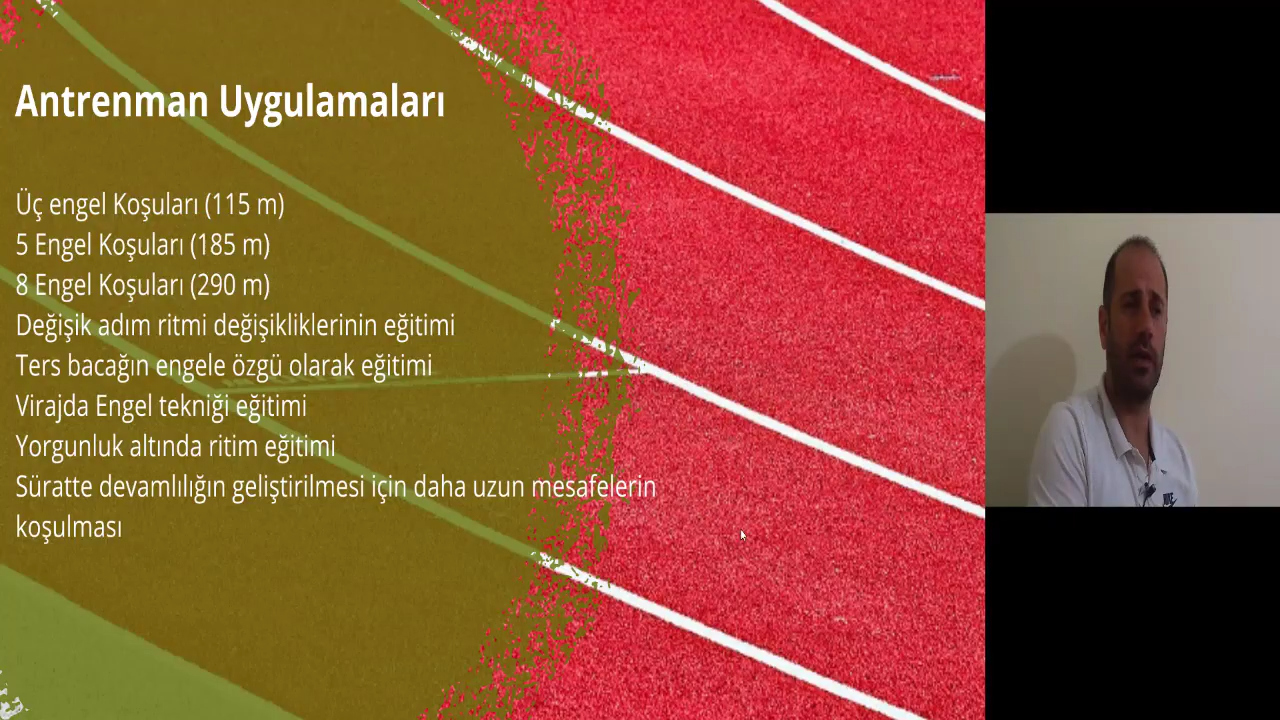 Antrenman Uygulamaları
Üç engel Koşuları (115 m)
5 Engel Koşuları (185 m)
8 Engel Koşuları (290 m)
Değişik adım ritmi değişikliklerinin eğitimi
Ters bacağın engele özgü olarak eğitimi
Virajda Engel tekniği eğitimi
Yorgunluk altında ritim eğitimi
Süratte devamlılığın geliştirilmesi için daha uzun mesafelerin
koşulması
NIKE